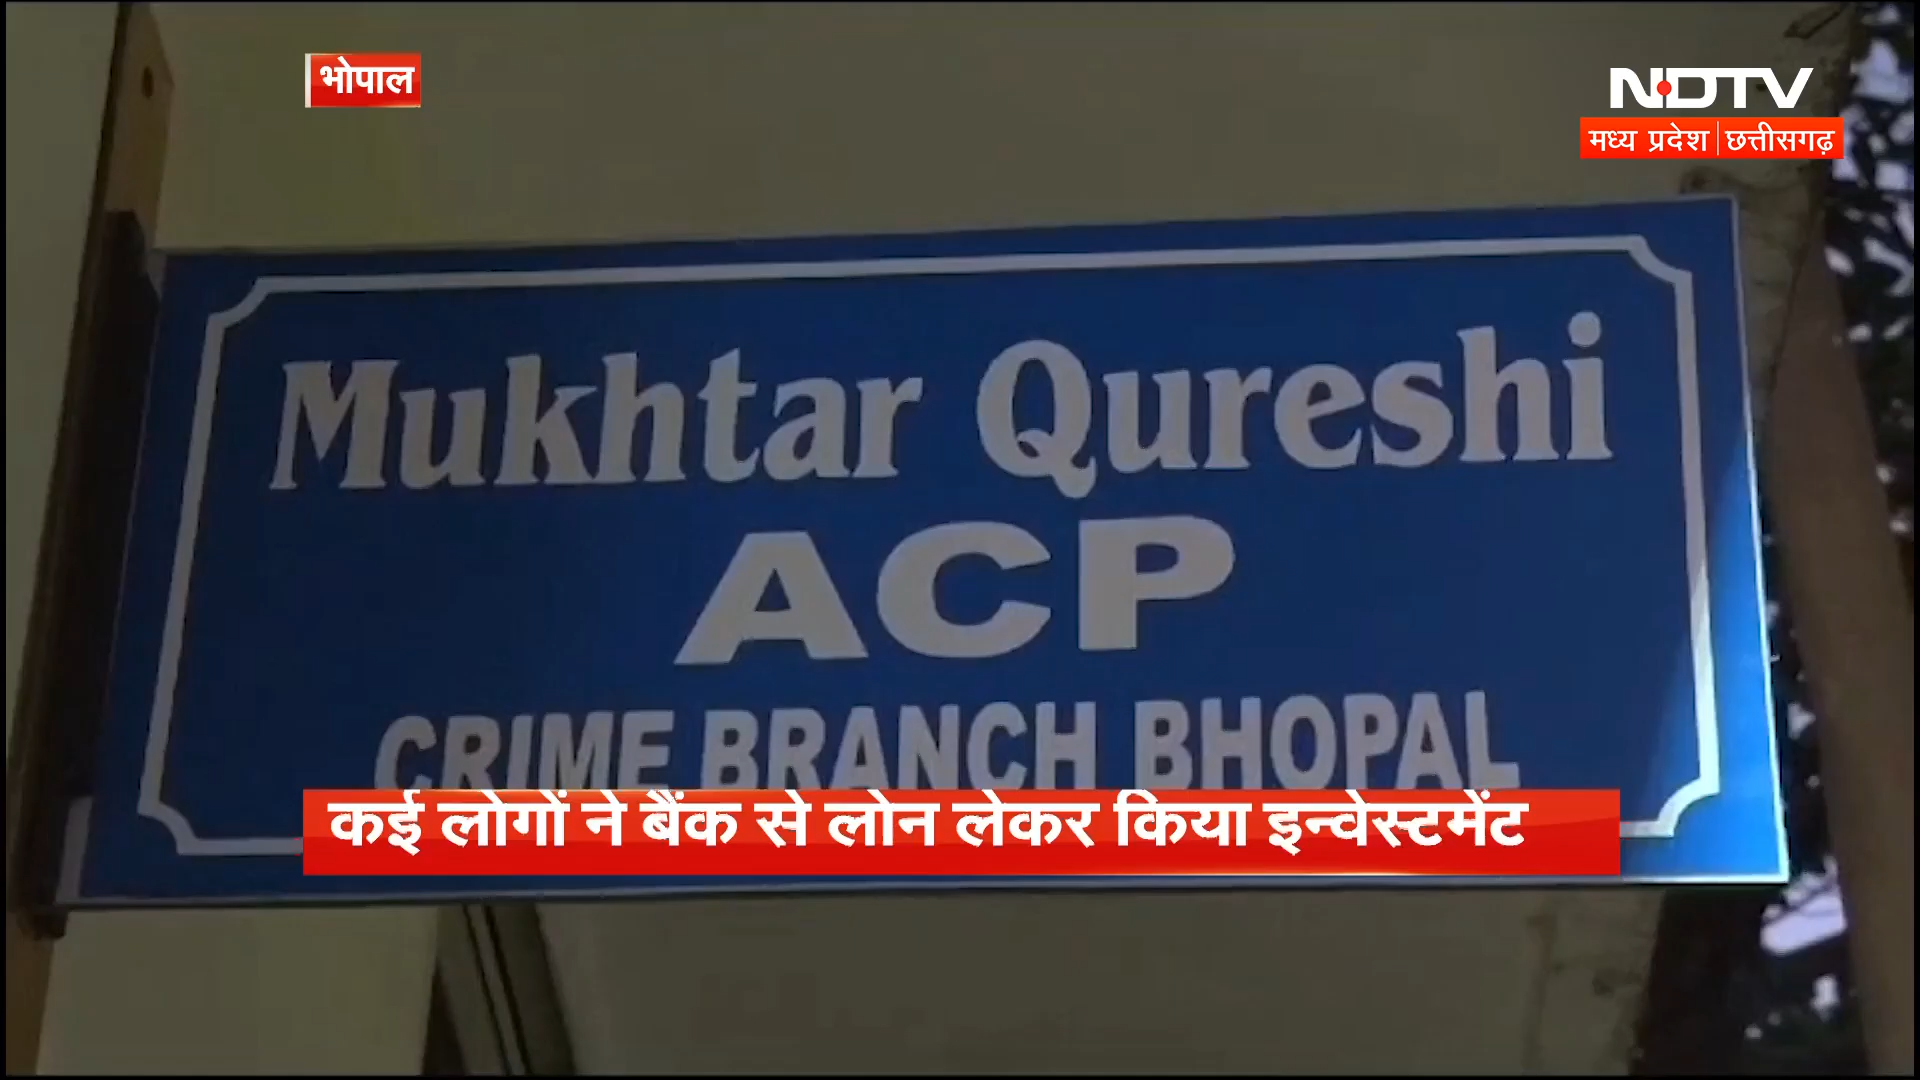 भोपाल
NDTV
मध्य प्रदेश|छत्तीसगढ़
Mukhtar Qureshi
ACP
CRIME BRANCH BHOPAL
कई लोगों ने बैंक से लोन लेकर किया इन्वेस्टमेंट